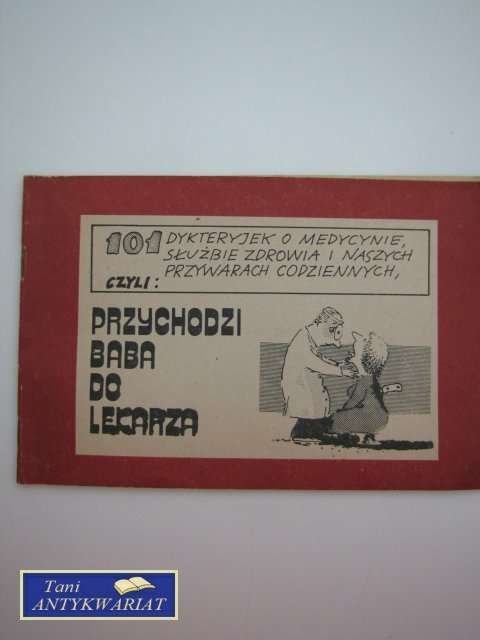 101 DYKTERYJEK O MEDYCYNIE,
SŁUŻBIE ZDROWIA I NASZYCH
PRZYWARACH CODZIENNYCH,
CZYLI:
PRZYCHODZI
BABA
DO
LEKARZA
Tani
ANTYKWARIAT